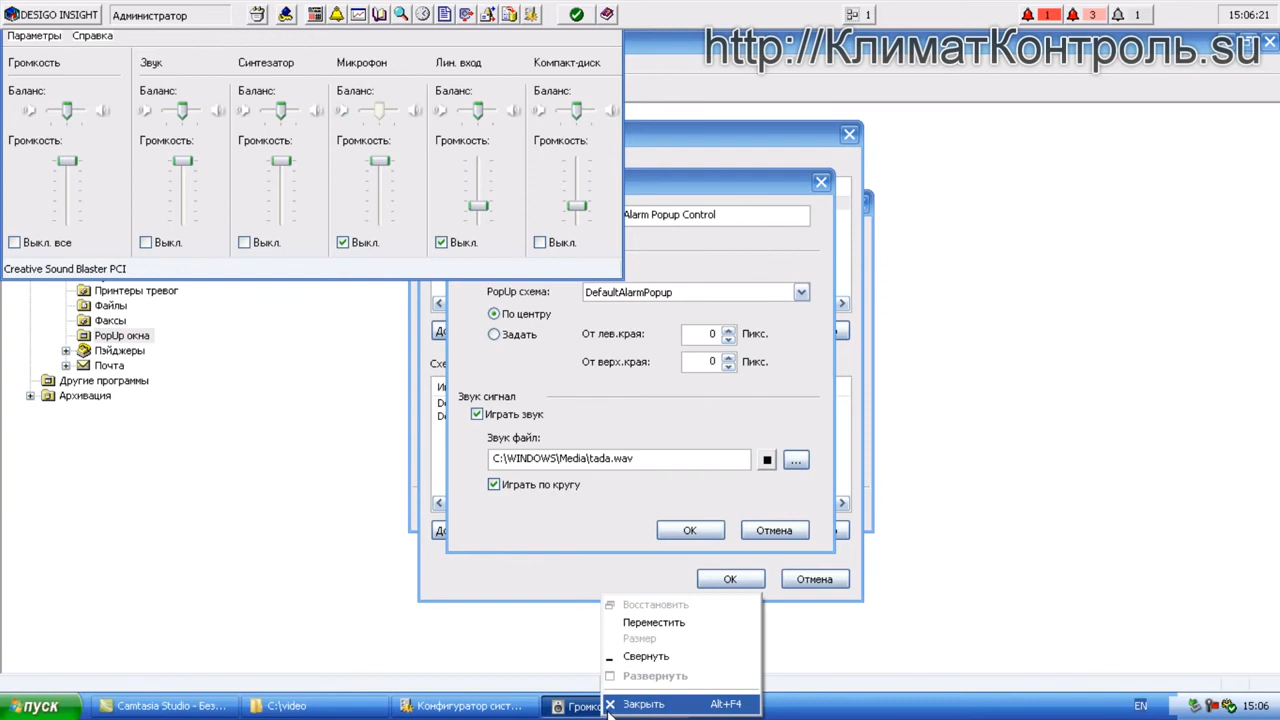 DESIGO INSIGHT
Администратор
1
1
3
1
15:06:21
http://КлиматКонтроль.su
Параметры Справка
Громкость
Звук
Синтезатор
Микрофон
Лин. вход
Компакт-диск
Баланс:
Баланс:
Баланс:
Баланс:
Баланс:
Баланс:
Громкость:
Громкость:
Громкость:
Громкость:
Громкость:
Громкость:
Выкл. все
Выкл.
Выкл.
Выкл.
Выкл.
Выкл.
Creative Sound Blaster PCI
Alarm Popup Control
Принтеры тревог
Файлы
Факсы
PopUp окна
Пэйджеры
Почта
Другие программы
Архивация
PopUp схема:
DefaultAlarmPopup
По центру
Задать
От лев.края:
0
Пикс.
От верх.края:
0
Пикс.
Звук сигнал
Играть звук
Звук файл:
C:\WINDOWS\Media\tada.wav
...
Играть по кругу
OK
Отмена
OK
Отмена
Восстановить
Переместить
Размер
Свернуть
Развернуть
Закрыть Alt+F4
пуск
Camtasia Studio - Без...
C:\video
Конфигуратор сист...
EN
15:06